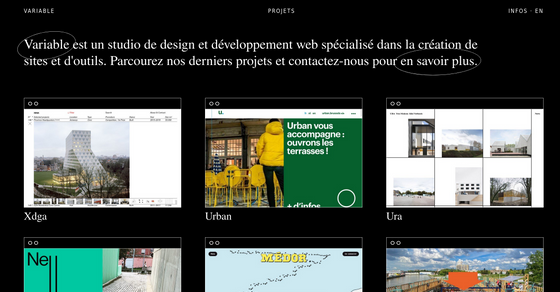 VARIABLE
PROJETS
INFOS - EN
Variable est un studio de design et développement web spécialisé dans la création de
sites et d'outils. Parcourez nos derniers projets et contactez-nous pour en savoir plus.
u.
Urban vous
accompagne :
ouvrons les
terrasses !
+ d'infos
Xdga
Urban
Ura
Ne
MEDOR